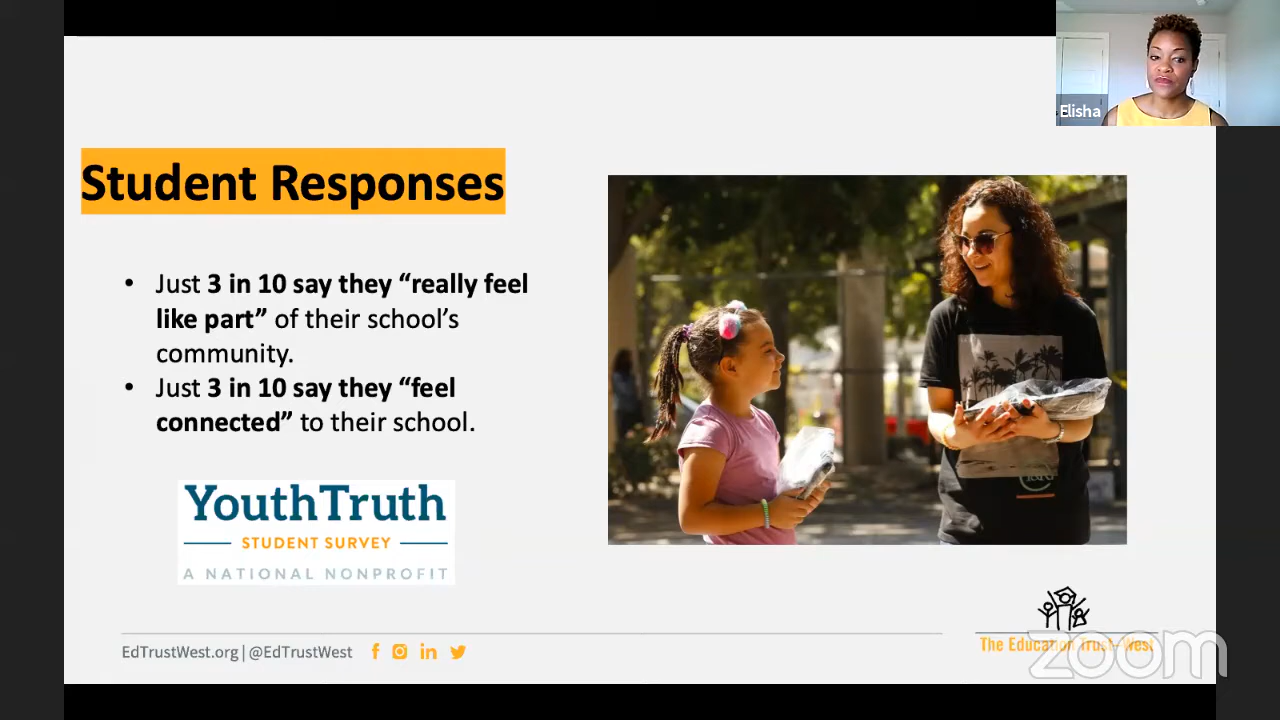 Elisha
Student Responses
• Just 3 in 10 say they “really feel
like part” of their school’s
community.
• Just 3 in 10 say they “feel
connected” to their school.
YouthTruth
STUDENT SURVEY
A NATIONAL NONPROFIT
EdTrustWest.org | @EdTrustWest
The Education Trust-West
zoom